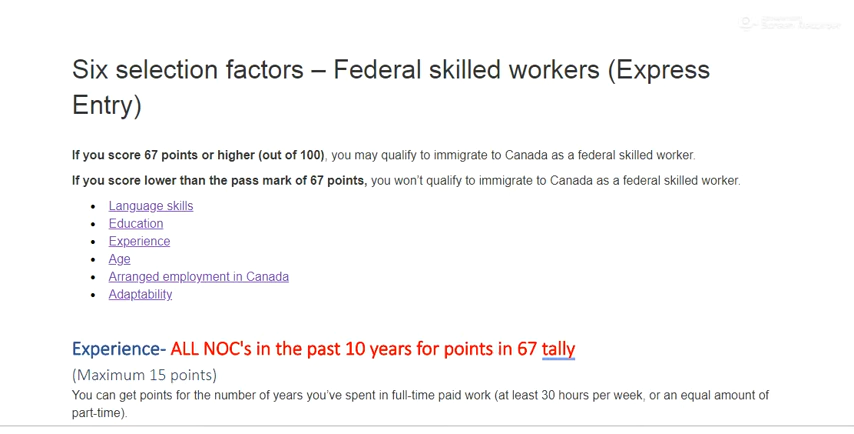 Six selection factors – Federal skilled workers (Express
Entry)
If you score 67 points or higher (out of 100), you may qualify to immigrate to Canada as a federal skilled worker.
If you score lower than the pass mark of 67 points, you won’t qualify to immigrate to Canada as a federal skilled worker.
• Language skills
• Education
• Experience
• Age
• Arranged employment in Canada
• Adaptability
Experience- ALL NOC's in the past 10 years for points in 67 tally
(Maximum 15 points)
You can get points for the number of years you’ve spent in full-time paid work (at least 30 hours per week, or an equal amount of
part-time).